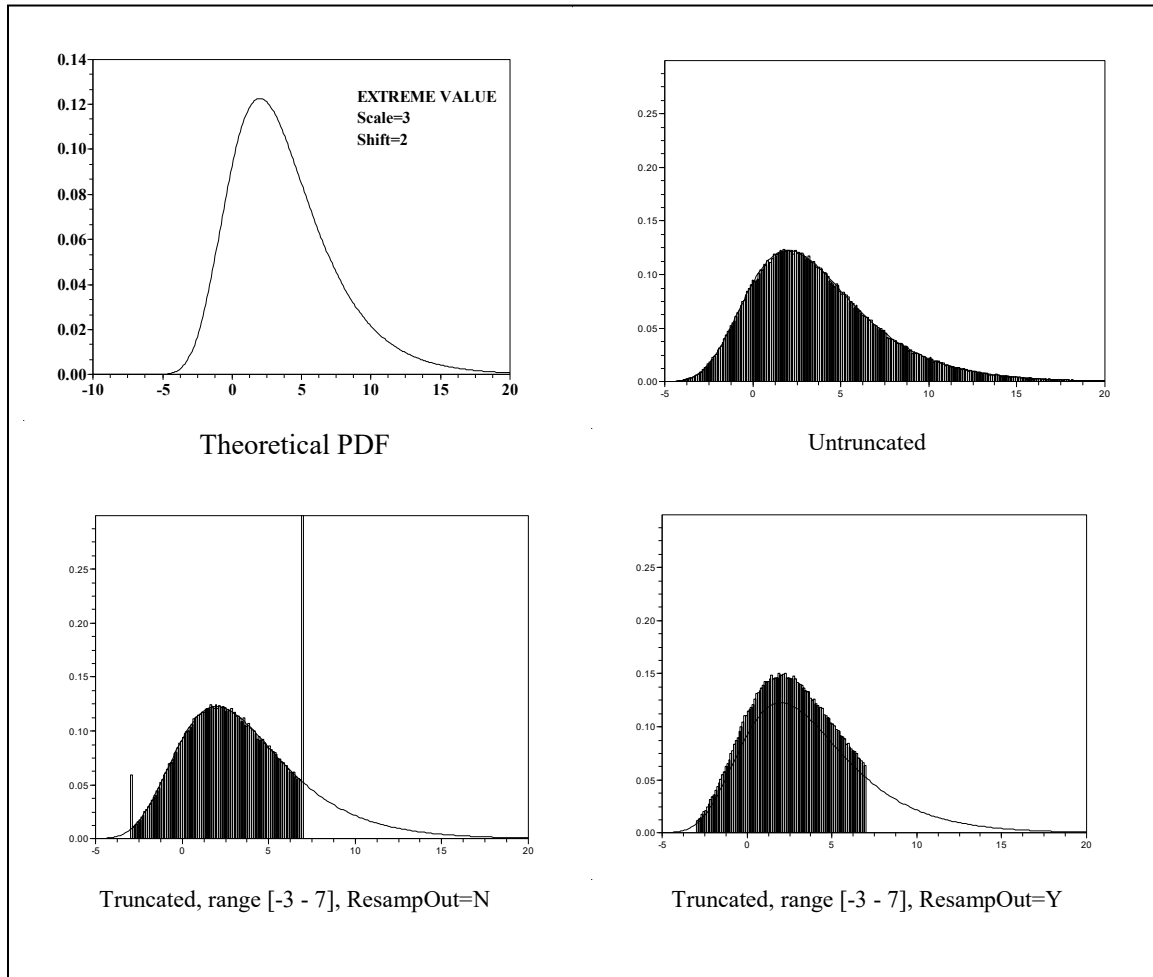 0.14
0.12
0.10
0.08
0.06
0.04
0.02
0.00
-10 -5 0 5 10 15 20
EXTREME VALUE
Scale=3
Shift=2
Theoretical PDF
0.25
0.20
0.15
0.10
0.05
0.00
-5 0 5 10 15 20
Untruncated
0.25
0.20
0.15
0.10
0.05
0.00
-5 0 5 10 15 20
Truncated, range [-3 - 7], ResampOut=N
0.25
0.20
0.15
0.10
0.05
0.00
-5 0 5 10 15 20
Truncated, range [-3 - 7], ResampOut=Y